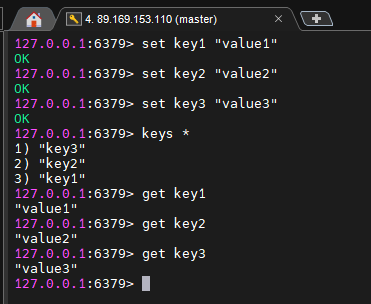 4. 89.169.153.110 (master)
127.0.0.1:6379> set key1 "value1"
OK
127.0.0.1:6379> set key2 "value2"
OK
127.0.0.1:6379> set key3 "value3"
OK
127.0.0.1:6379> keys *
1) "key3"
2) "key2"
3) "key1"
127.0.0.1:6379> get key1
"value1"
127.0.0.1:6379> get key2
"value2"
127.0.0.1:6379> get key3
"value3"
127.0.0.1:6379>